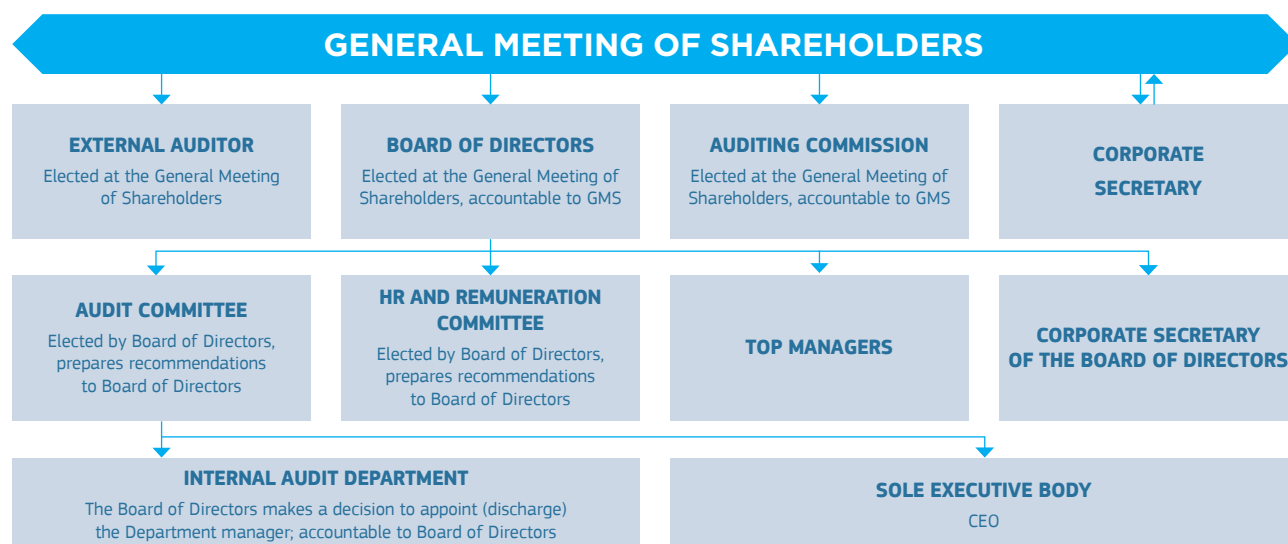 GENERAL MEETING OF SHAREHOLDERS
EXTERNAL AUDITOR
Elected at the General Meeting
of Shareholders
BOARD OF DIRECTORS
Elected at the General Meeting of
Shareholders, accountable to GMS
AUDITING COMMISSION
Elected at the General Meeting of
Shareholders, accountable to GMS
CORPORATE
SECRETARY
AUDIT COMMITTEE
Elected by Board of Directors,
prepares recommendations
to Board of Directors
HR AND REMUNERATION
COMMITTEE
Elected by Board of Directors,
prepares recommendations
to Board of Directors
TOP MANAGERS
CORPORATE SECRETARY
OF THE BOARD OF DIRECTORS
INTERNAL AUDIT DEPARTMENT
The Board of Directors makes a decision to appoint (discharge)
the Department manager; accountable to Board of Directors
SOLE EXECUTIVE BODY
CEO